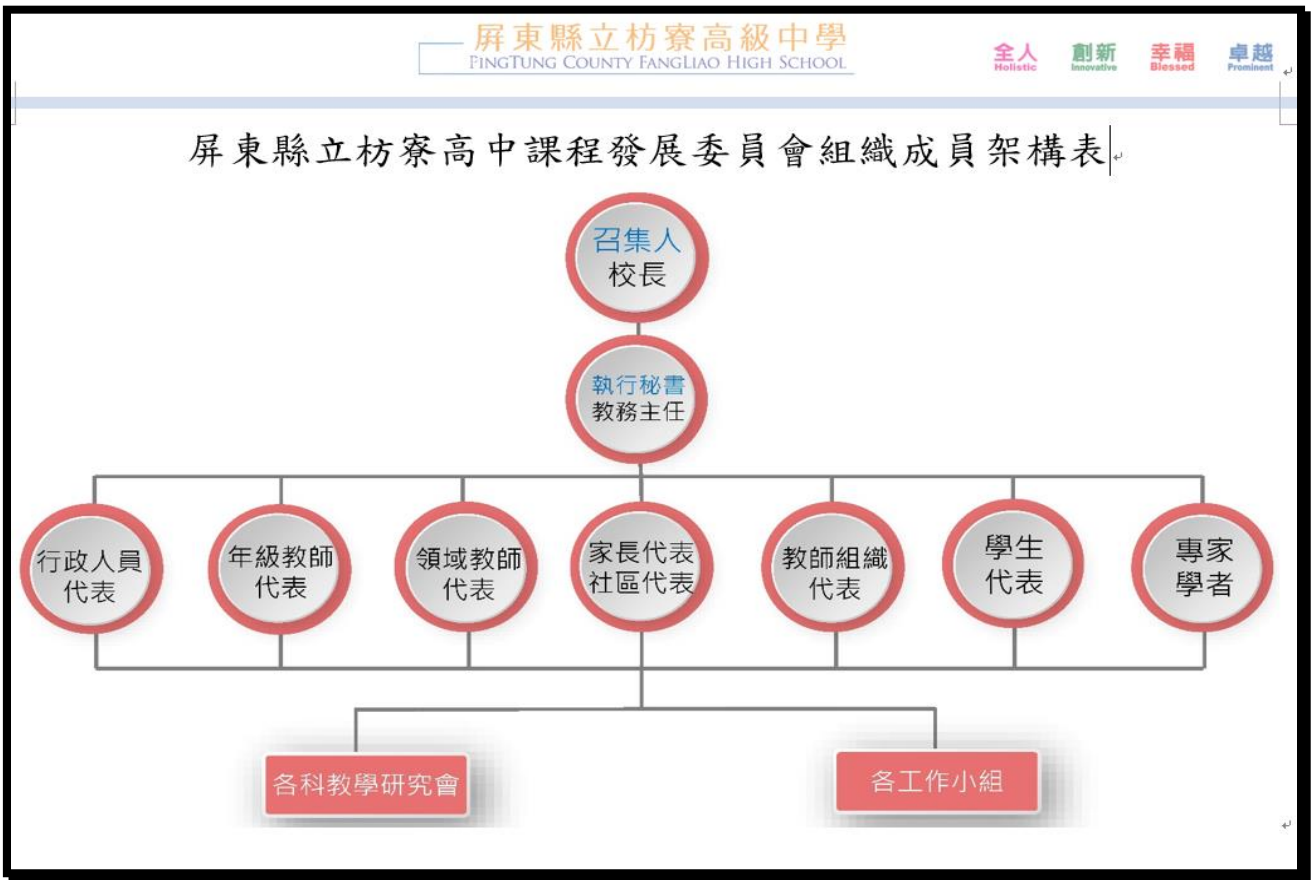 屏東縣立枋寮高級中學
PINGTUNG COUNTY FANGLIAO HIGH SCHOOL
全人
Holistic
創新
Innovative
幸福
Blessed
卓越
Prominent
屏東縣立枋寮高中課程發展委員會組織成員架構表
召集人
校長
執行秘書
教務主任
行政人員
代表
年級教師
代表
領域教師
代表
家長代表
社區代表
教師組織
代表
學生
代表
專家
學者
各科教學研究會
各工作小組